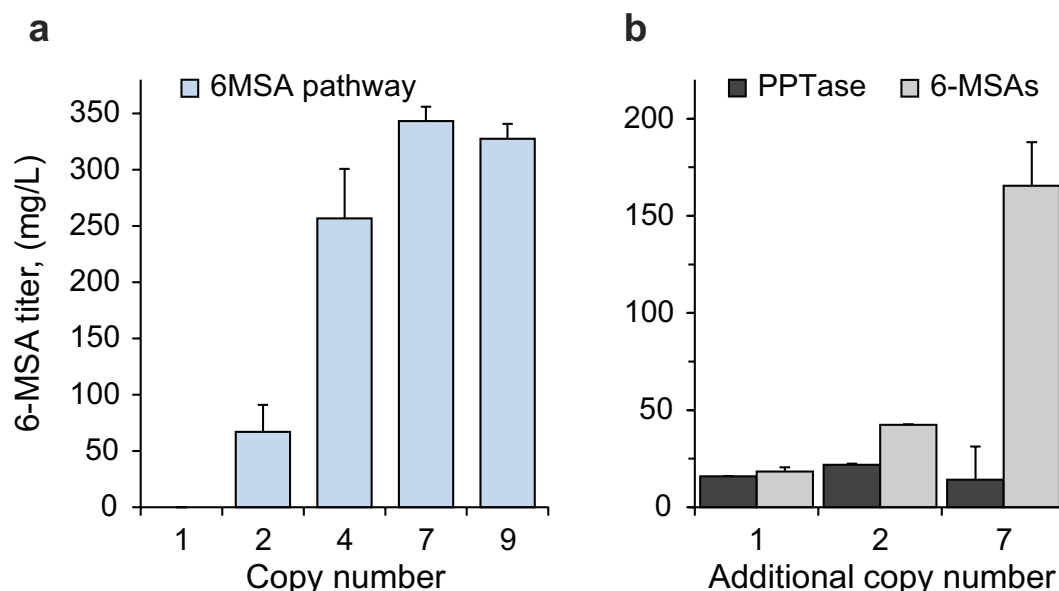 a
6MSA pathway
6-MSA titer, (mg/L)
350
300
250
200
150
100
50
0
1 2 4 7 9
Copy number
b
PPTase 6-MSAs
200
150
100
50
0
1 2 7
Additional copy number